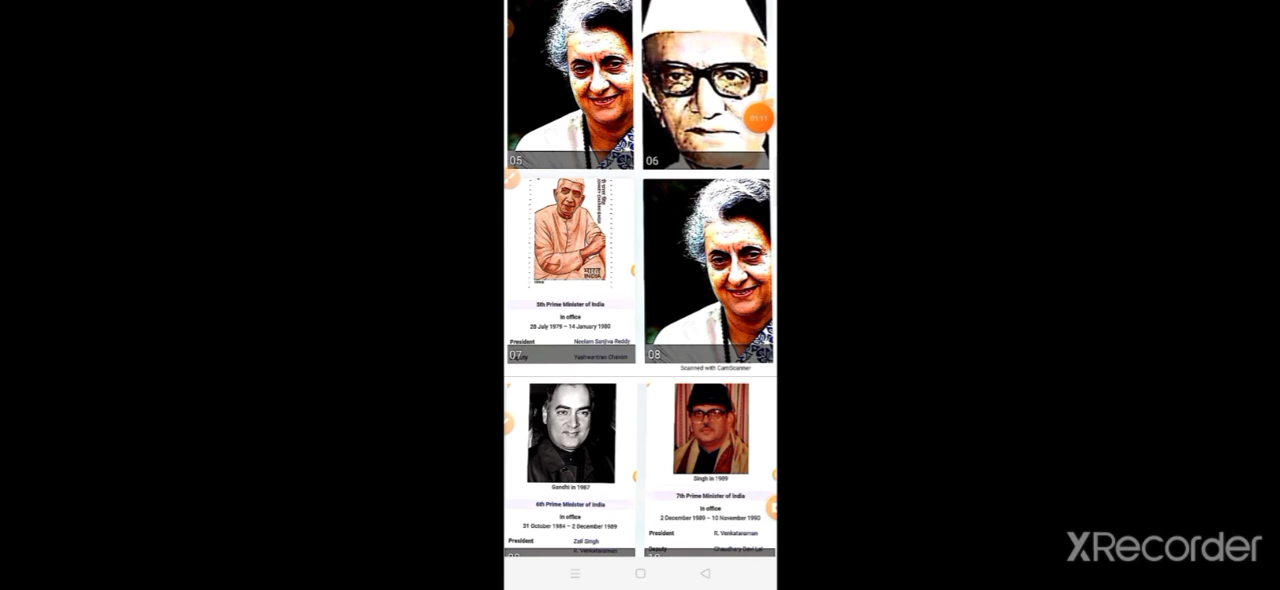 01:11
05
06
भारत
INDIA
5th Prime Minister of India
In office
28 July 1979 – 14 January 1980
President Neelam Sanjiva Reddy
07
Yashwantrao Chavan
08
Scanned with CamScanner
Gandhi in 1987
6th Prime Minister of India
In office
31 October 1984 – 2 December 1989
President Zail Singh
R. Venkataraman
Singh in 1989
7th Prime Minister of India
In office
2 December 1989 – 10 November 1990
President R. Venkataraman
Deputy Chaudhary Devi Lal
XRecorder